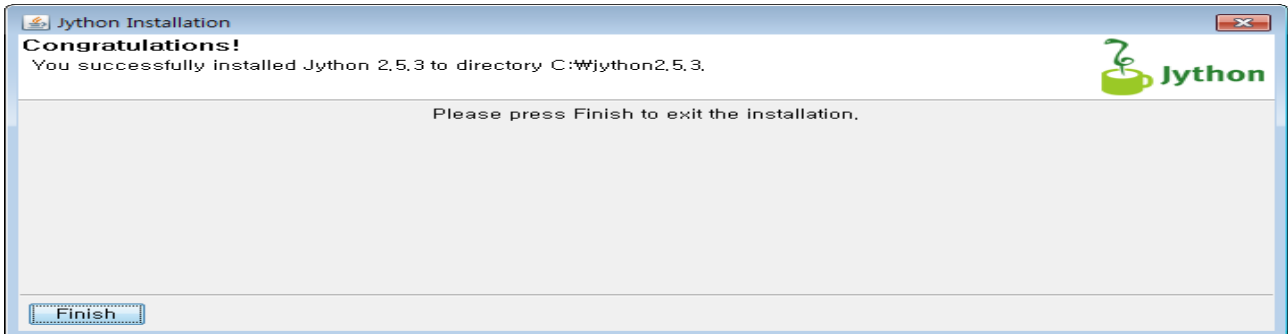 Jython Installation
Congratulations!
You successfully installed Jython 2,5,3 to directory C:₩jython2,5,3,
Jython
Please press Finish to exit the installation,
Finish